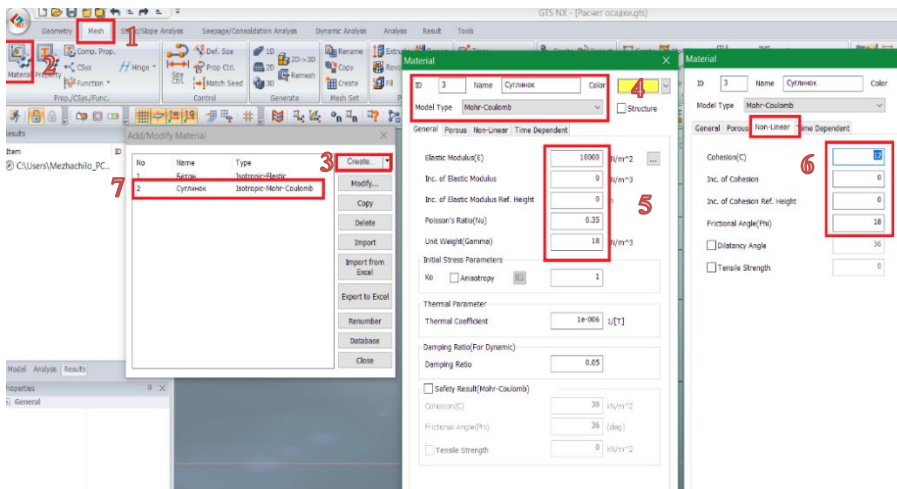 GTS NX - [Расчет осадки.gts]
Geometry Mesh Static/Slope Analysis Seepage/Consolidation Analysis Dynamic Analysis Analysis Result Tools
1
2
Material Property
Comp. Prop.
CSys
Function
Hinge
Prop./CSys./Func.
Size Ctrl.
Def. Size
Prop Ctrl.
Match Seed
Control
1D
2D
3D
2D->3D
Remesh
Generate
Rename
Copy
Create
Mesh Set
Item ID
C:\Users\Mezhachilo_PC...
Model Analysis Results
General
Add/Modify Material
No Name Type
1 Бетон Isotropic-Elastic
2 Суглинок Isotropic-Mohr-Coulomb
7
3
Create...
Modify...
Copy
Delete
Import
Import from
Excel
Export to Excel
Renumber
Database
Close
Material
ID 3 Name Суглинок Color
4
Model Type Mohr-Coulomb Structure
General Porous Non-Linear Time Dependent
Elastic Modulus(E) 10000 N/m^2 ...
Inc. of Elastic Modulus 0 N/m^3
Inc. of Elastic Modulus Ref. Height 0
Poisson's Ratio(Nu) 0.35
Unit Weight(Gamma) 18 N/m^3
5
Initial Stress Parameters
Ko Anisotropy 1
Thermal Parameter
Thermal Coefficient 1e-006 1/[T]
Damping Ratio(For Dynamic)
Damping Ratio 0.05
Safety Result(Mohr-Coulomb)
Cohesion(C) 30 kN/m^2
Frictional Angle(Phi) 36 [deg]
Tensile Strength 0 kN/m^2
Material
ID 3 Name Суглинок Color
Model Type Mohr-Coulomb
General Porous Non-Linear Time Dependent
6
Cohesion(C)
Inc. of Cohesion 0
Inc. of Cohesion Ref. Height 0
Frictional Angle(Phi) 18
Dilatancy Angle 36
Tensile Strength 0